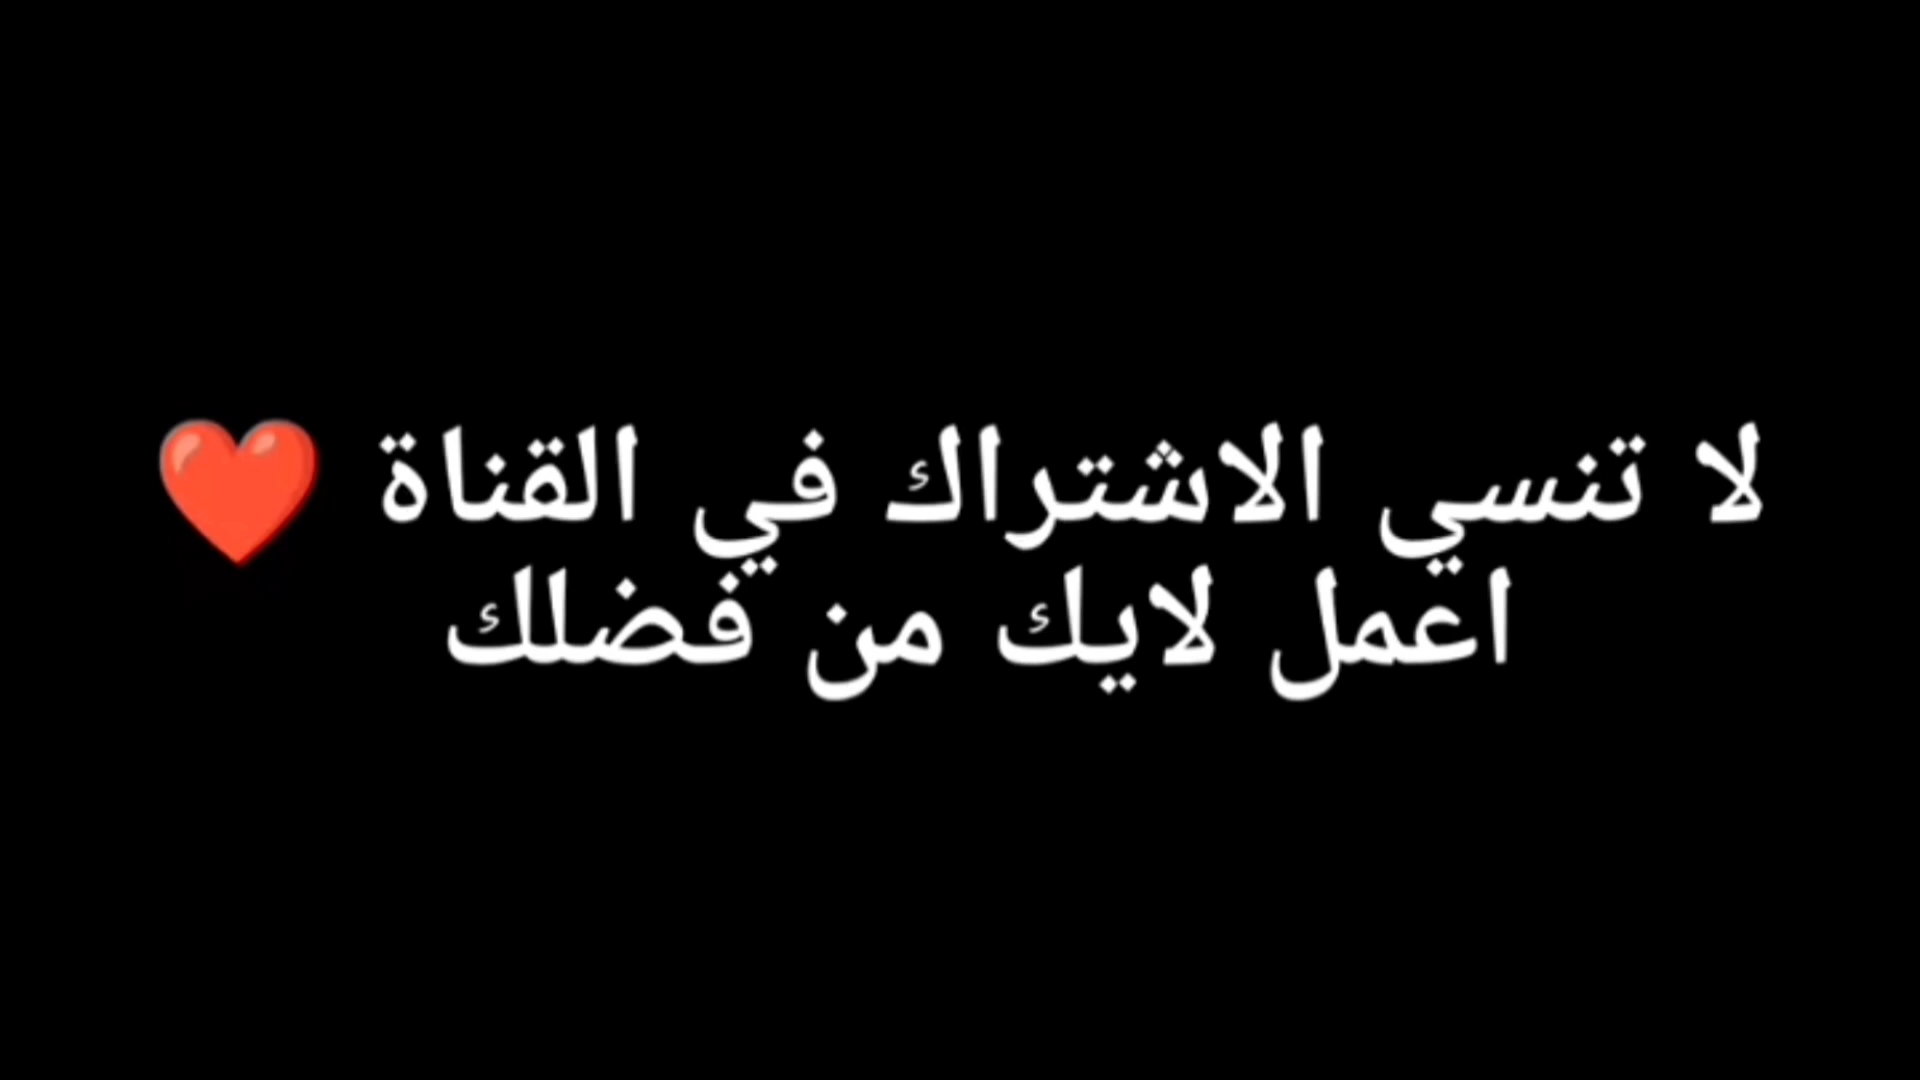 لا تنسي الاشتراك في القناة ❤️
اعمل لايك من فضلك